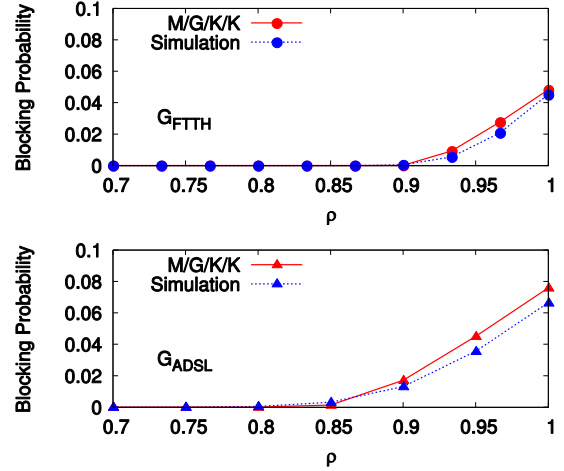 0.1
0.08
0.06
0.04
0.02
0
M/G/K/K
Simulation
G_FTTH
Blocking Probability
0.7 0.75 0.8 0.85 0.9 0.95 1
ρ
0.1
0.08
0.06
0.04
0.02
0
M/G/K/K
Simulation
G_ADSL
Blocking Probability
0.7 0.75 0.8 0.85 0.9 0.95 1
ρ